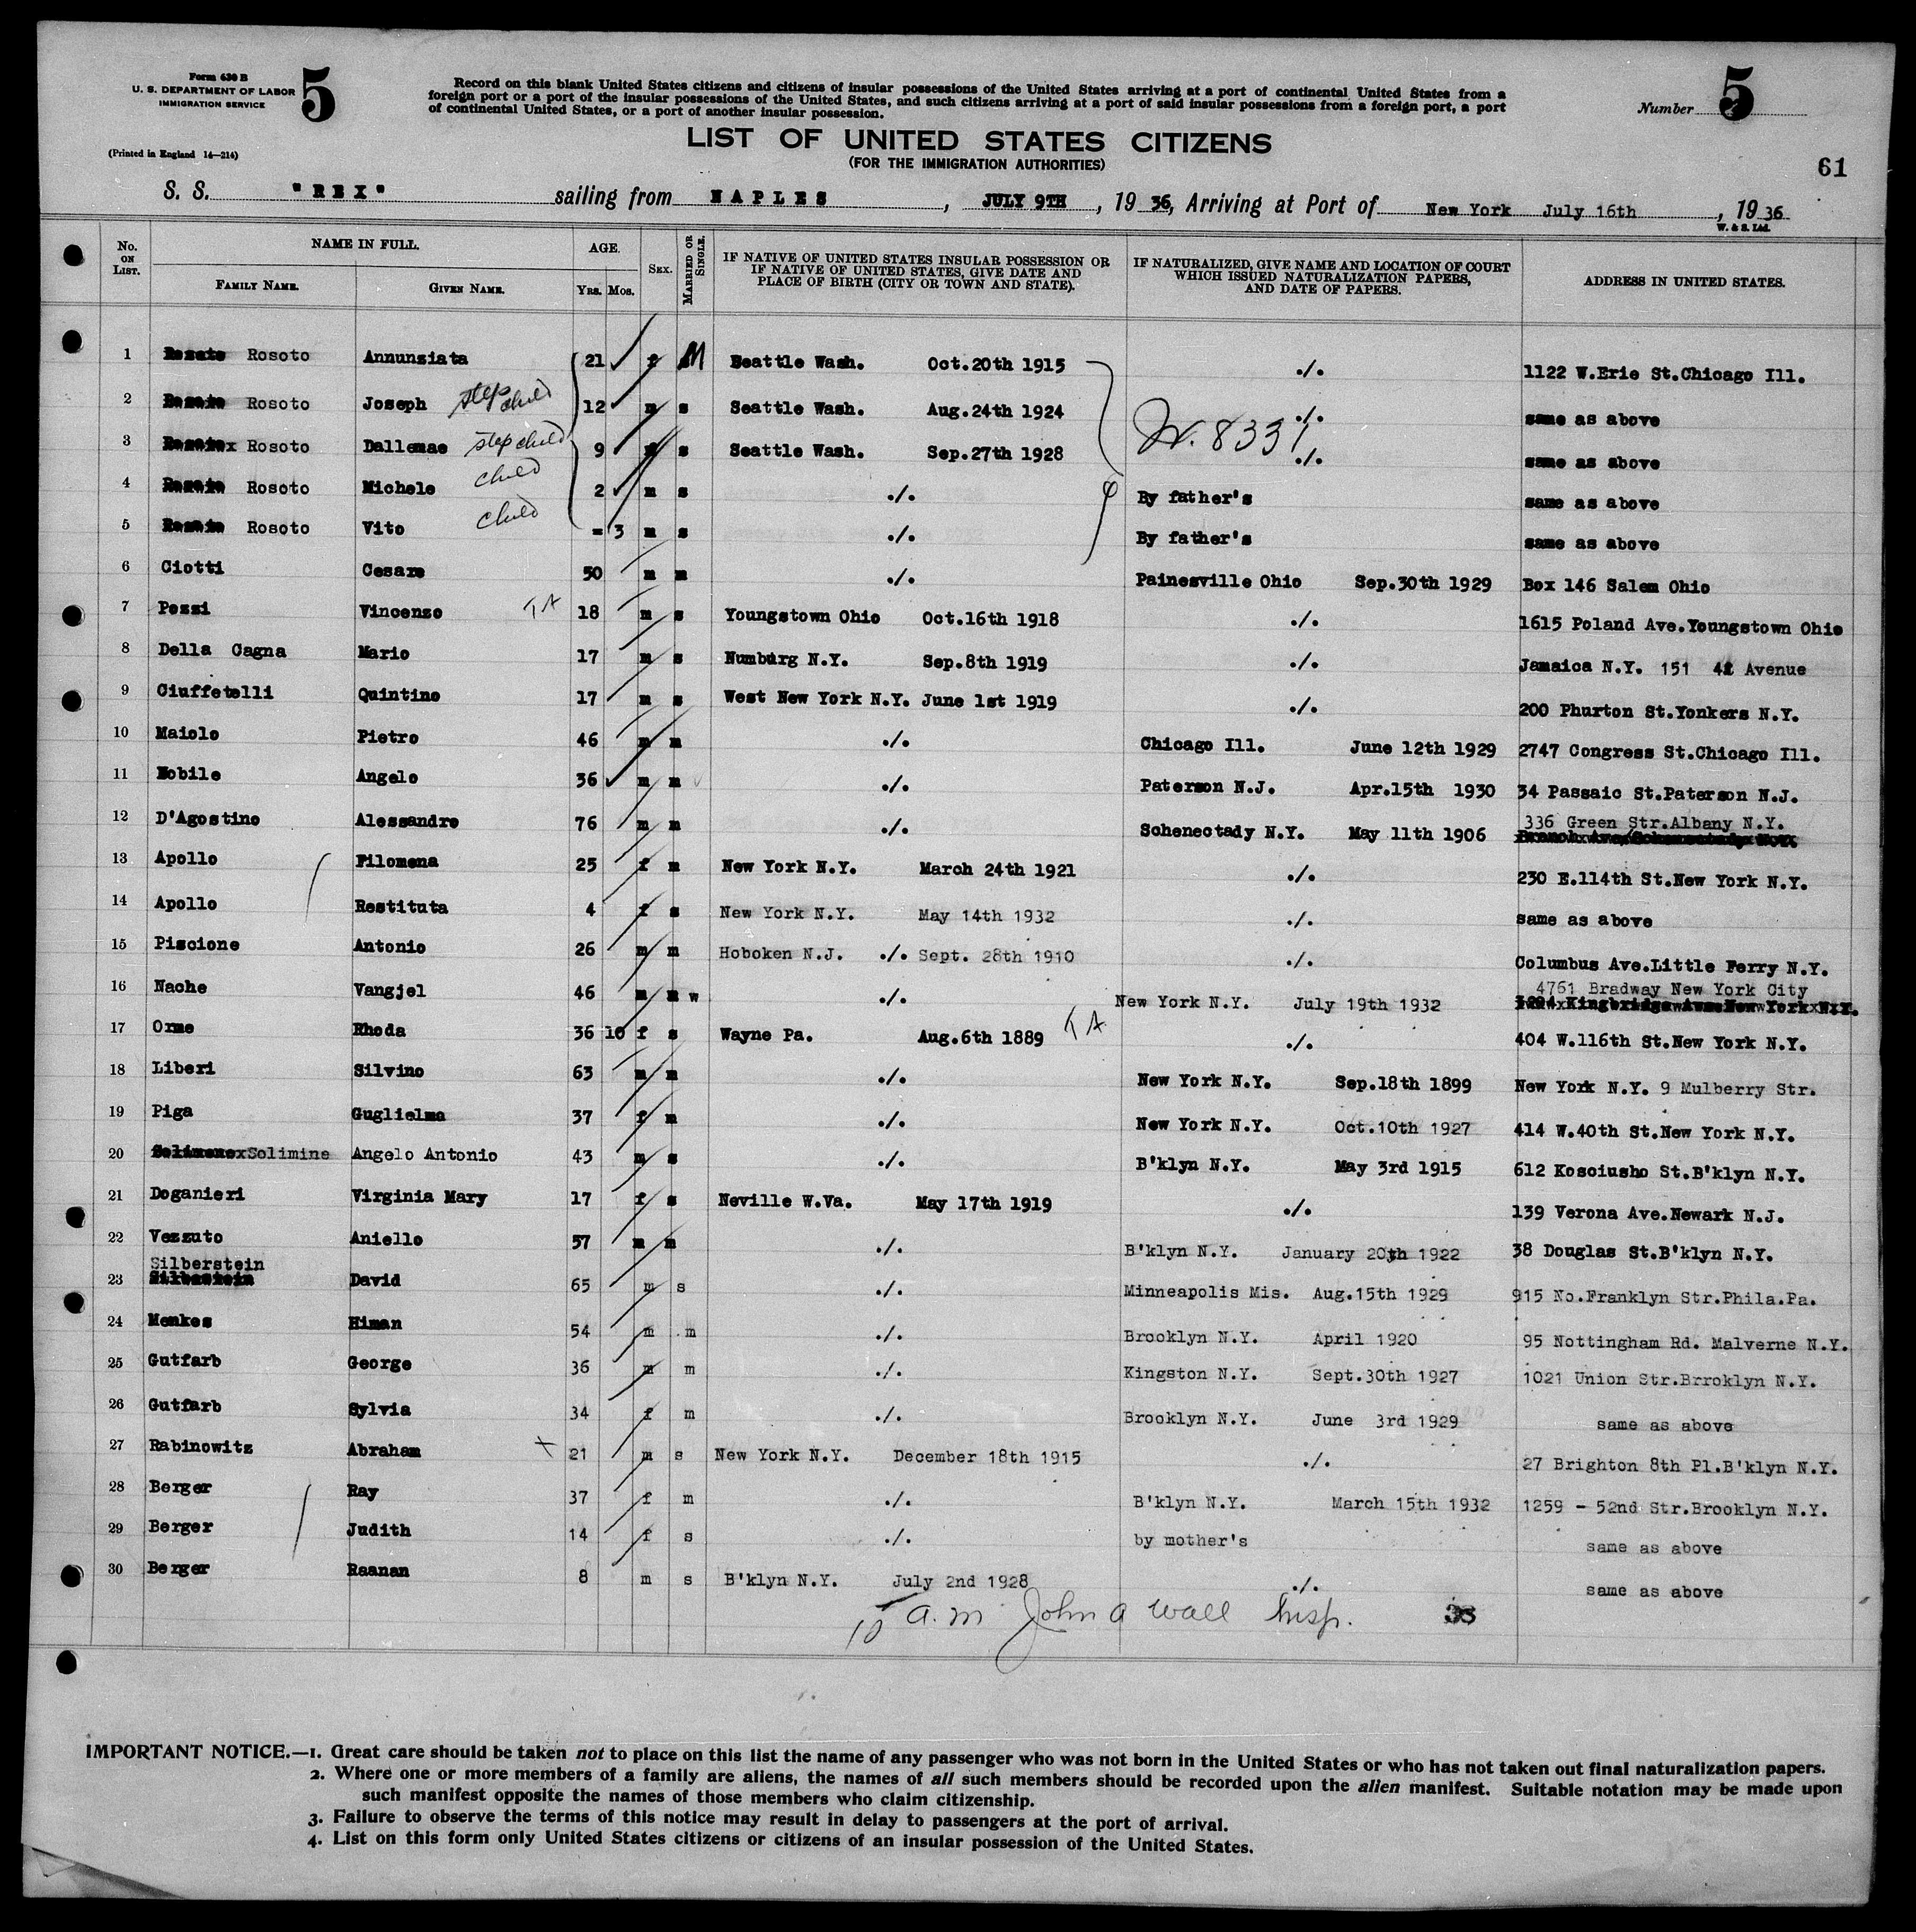 Form 630 B
U. S. DEPARTMENT OF LABOR
IMMIGRATION SERVICE
5
(Printed in England 14—214)
Record on this blank United States citizens and citizens of insular possessions of the United States arriving at a port of continental United States from a
foreign port or a port of the insular possessions of the United States, and such citizens arriving at a port of said insular possessions from a foreign port, a port
of continental United States, or a port of another insular possession.
Number 5
LIST OF UNITED STATES CITIZENS
(FOR THE IMMIGRATION AUTHORITIES)
61
S. S. "REX" sailing from NAPLES, JULY 9TH, 19 36, Arriving at Port of New York July 16th, 19 36
W. & S. Ltd.
No. ON LIST. NAME IN FULL. FAMILY NAME. GIVEN NAME. AGE. YRS. MOS. SEX. MARRIED OR SINGLE. IF NATIVE OF UNITED STATES INSULAR POSSESSION OR IF NATIVE OF UNITED STATES, GIVE DATE AND PLACE OF BIRTH (CITY OR TOWN AND STATE). IF NATURALIZED, GIVE NAME AND LOCATION OF COURT WHICH ISSUED NATURALIZATION PAPERS, AND DATE OF PAPERS. ADDRESS IN UNITED STATES.
1 Rosoto Annunziata 21 f M Seattle Wash. Oct.20th 1915 ./. 1122 W.Erie St.Chicago Ill.
2 Rosoto Joseph step child 12 m s Seattle Wash. Aug.24th 1924 ./. same as above
3 Rosoto Dallemae step child 9 s Seattle Wash. Sep.27th 1928 W. 8331 ./. same as above
4 Rosoto Michele child 2 m s ./. By father's same as above
5 Rosoto Vito child = 3 m s ./. By father's same as above
6 Ciotti Cesare 50 m m ./. Painesville Ohio Sep.30th 1929 Box 146 Salem Ohio
7 Pezzi Vincenzo TA 18 m s Youngstown Ohio Oct.16th 1918 ./. 1615 Poland Ave.Youngstown Ohio
8 Della Cagna Mario 17 m s Numburg N.Y. Sep.8th 1919 ./. Jamaica N.Y. 151 42 Avenue
9 Ciuffetelli Quintino 17 m s West New York N.Y. June 1st 1919 ./. 200 Phurton St.Yonkers N.Y.
10 Maiolo Pietro 46 m m ./. Chicago Ill. June 12th 1929 2747 Congress St.Chicago Ill.
11 Nobile Angelo 36 m m ./. Paterson N.J. Apr.15th 1930 34 Passaic St.Paterson N.J.
12 D'Agostino Alessandro 76 m m ./. Schenectady N.Y. May 11th 1906 336 Green Str.Albany N.Y.
13 Apollo Filomena 25 f m New York N.Y. March 24th 1921 ./. 230 E.114th St.New York N.Y.
14 Apollo Restituta 4 f s New York N.Y. May 14th 1932 ./. same as above
15 Piscione Antonio 26 m m Hoboken N.J. ./. Sept. 28th 1910 ./. Columbus Ave.Little Ferry N.Y.
16 Nache Vangjel 46 m m w ./. New York N.Y. July 19th 1932 4761 Bradway New York City
17 Orme Rhoda 36 10 f s Wayne Pa. Aug.6th 1889 TA ./. 404 W.116th St.New York N.Y.
18 Liberi Silvino 63 m m ./. New York N.Y. Sep.18th 1899 New York N.Y. 9 Mulberry Str.
19 Piga Guglielma 37 f m ./. New York N.Y. Oct.10th 1927 414 W.40th St.New York N.Y.
20 Solimine Angelo Antonio 43 m s ./. B'klyn N.Y. May 3rd 1915 612 Kosciusho St.B'klyn N.Y.
21 Doganieri Virginia Mary 17 f s Neville W.Va. May 17th 1919 ./. 139 Verona Ave.Newark N.J.
22 Vezzuto Aniello 57 m m ./. B'klyn N.Y. January 20th 1922 38 Douglas St.B'klyn N.Y.
23 Silberstein David 65 m s ./. Minneapolis Mis. Aug.15th 1929 915 No.Franklyn Str.Phila.Pa.
24 Menkes Himan 54 m m ./. Brooklyn N.Y. April 1920 95 Nottingham Rd. Malverne N.Y.
25 Gutfarb George 36 m m ./. Kingston N.Y. Sept.30th 1927 1021 Union Str.Brroklyn N.Y.
26 Gutfarb Sylvia 34 f m ./. Brooklyn N.Y. June 3rd 1929 same as above
27 Rabinowitz Abraham x 21 m s New York N.Y. December 18th 1915 ./. 27 Brighton 8th Pl.B'klyn N.Y.
28 Berger Ray 37 f m ./. B'klyn N.Y. March 15th 1932 1259 - 52nd Str.Brooklyn N.Y.
29 Berger Judith 14 f s ./. by mother's same as above
30 Berger Raanan 8 m s B'klyn N.Y. July 2nd 1928 ./. same as above
10 a.m. John A Wall Insp.
IMPORTANT NOTICE.—1. Great care should be taken not to place on this list the name of any passenger who was not born in the United States or who has not taken out final naturalization papers.
2. Where one or more members of a family are aliens, the names of all such members should be recorded upon the alien manifest. Suitable notation may be made upon
such manifest opposite the names of those members who claim citizenship.
3. Failure to observe the terms of this notice may result in delay to passengers at the port of arrival.
4. List on this form only United States citizens or citizens of an insular possession of the United States.